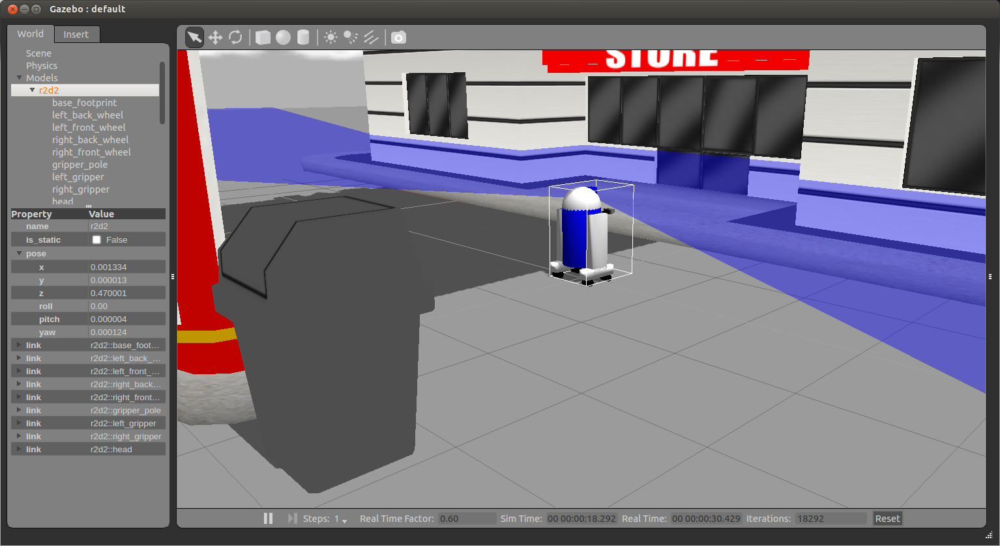 Gazebo : default
World Insert
Scene
Physics
Models
r2d2
base_footprint
left_back_wheel
left_front_wheel
right_back_wheel
right_front_wheel
gripper_pole
left_gripper
right_gripper
head
Property Value
name r2d2
is_static False
pose
x 0.001334
y 0.000013
z 0.470001
roll 0.00
pitch 0.000004
yaw 0.000124
link r2d2::base_foot...
link r2d2::left_back_...
link r2d2::left_front_...
link r2d2::right_back...
link r2d2::right_front...
link r2d2::gripper_pole
link r2d2::left_gripper
link r2d2::right_gripper
link r2d2::head
STORE
Steps: 1 Real Time Factor: 0.60 Sim Time: 00 00:00:18.292 Real Time: 00 00:00:30.429 Iterations: 18292 Reset